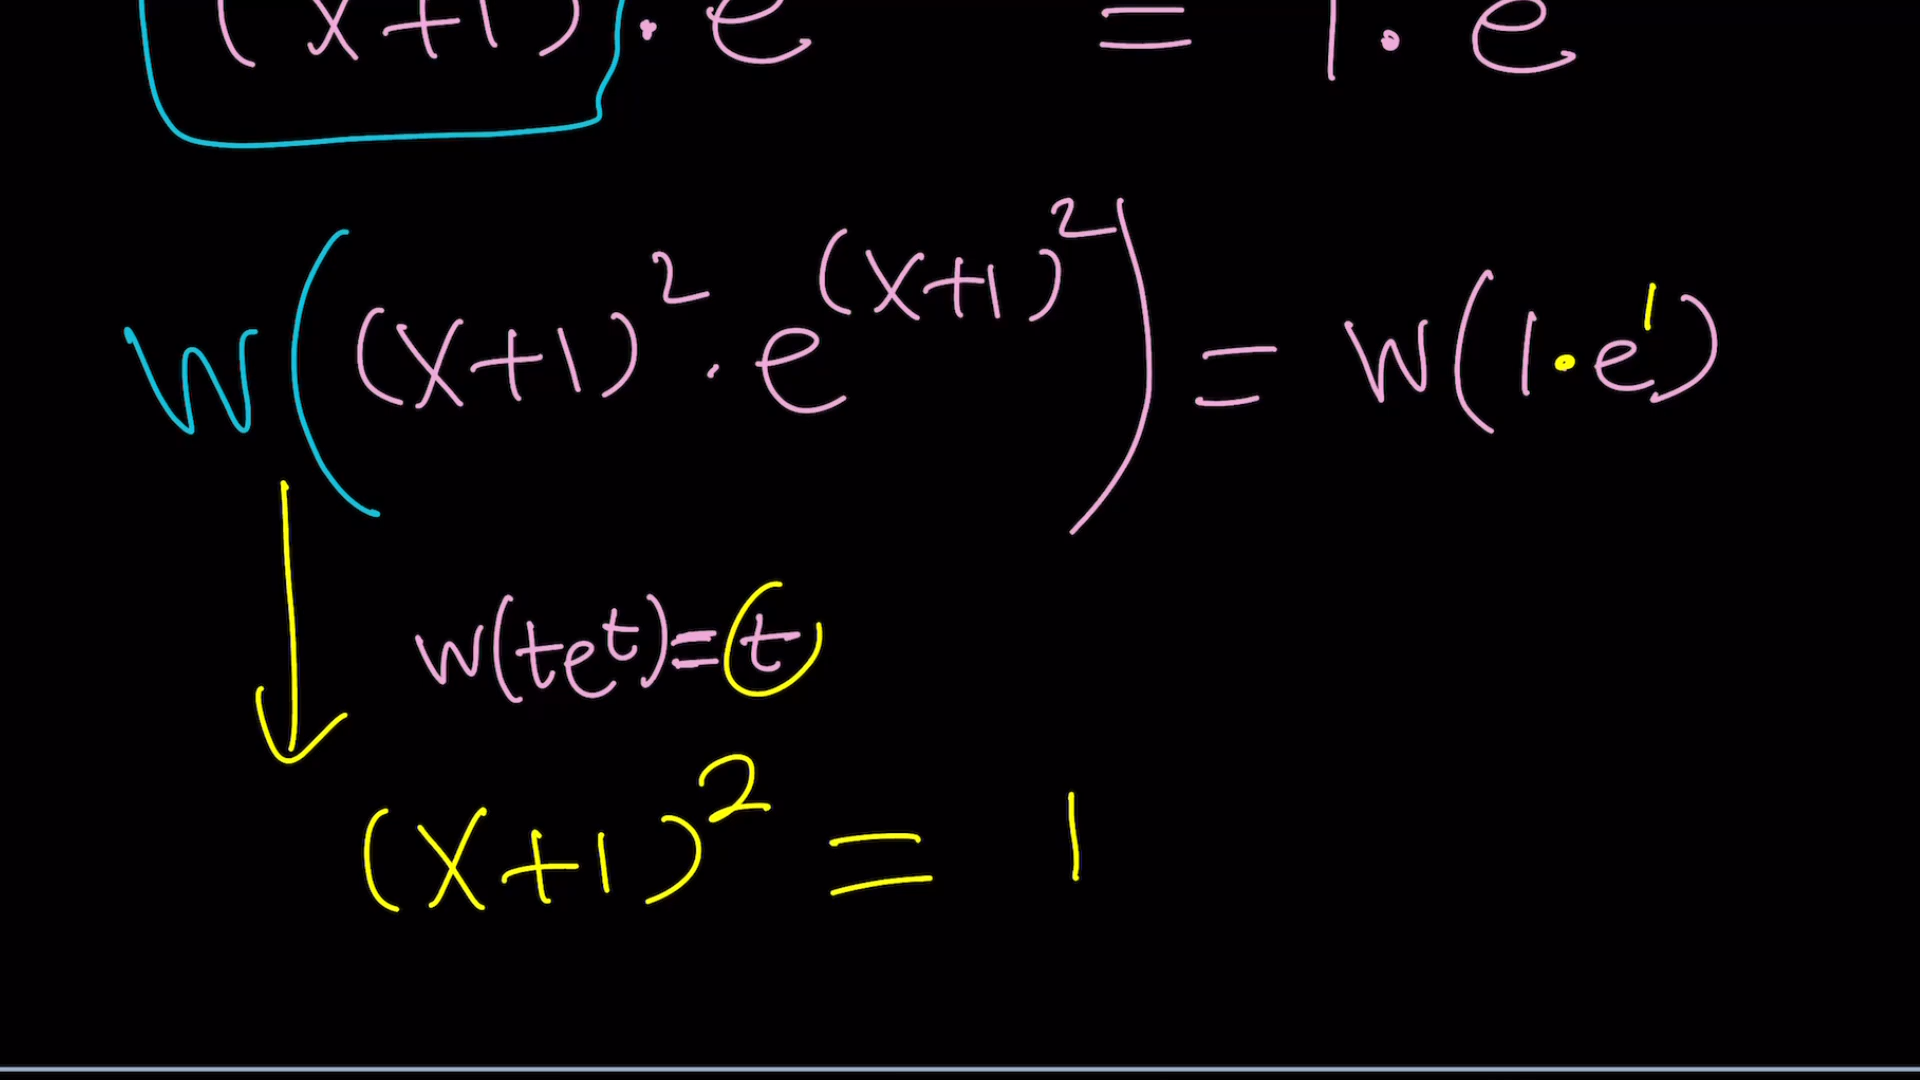 (x+1) · e = 1 · e
W((x+1)² · e^(x+1)²) = W(1·e¹)
W(te^t) = t
(x+1)² = 1